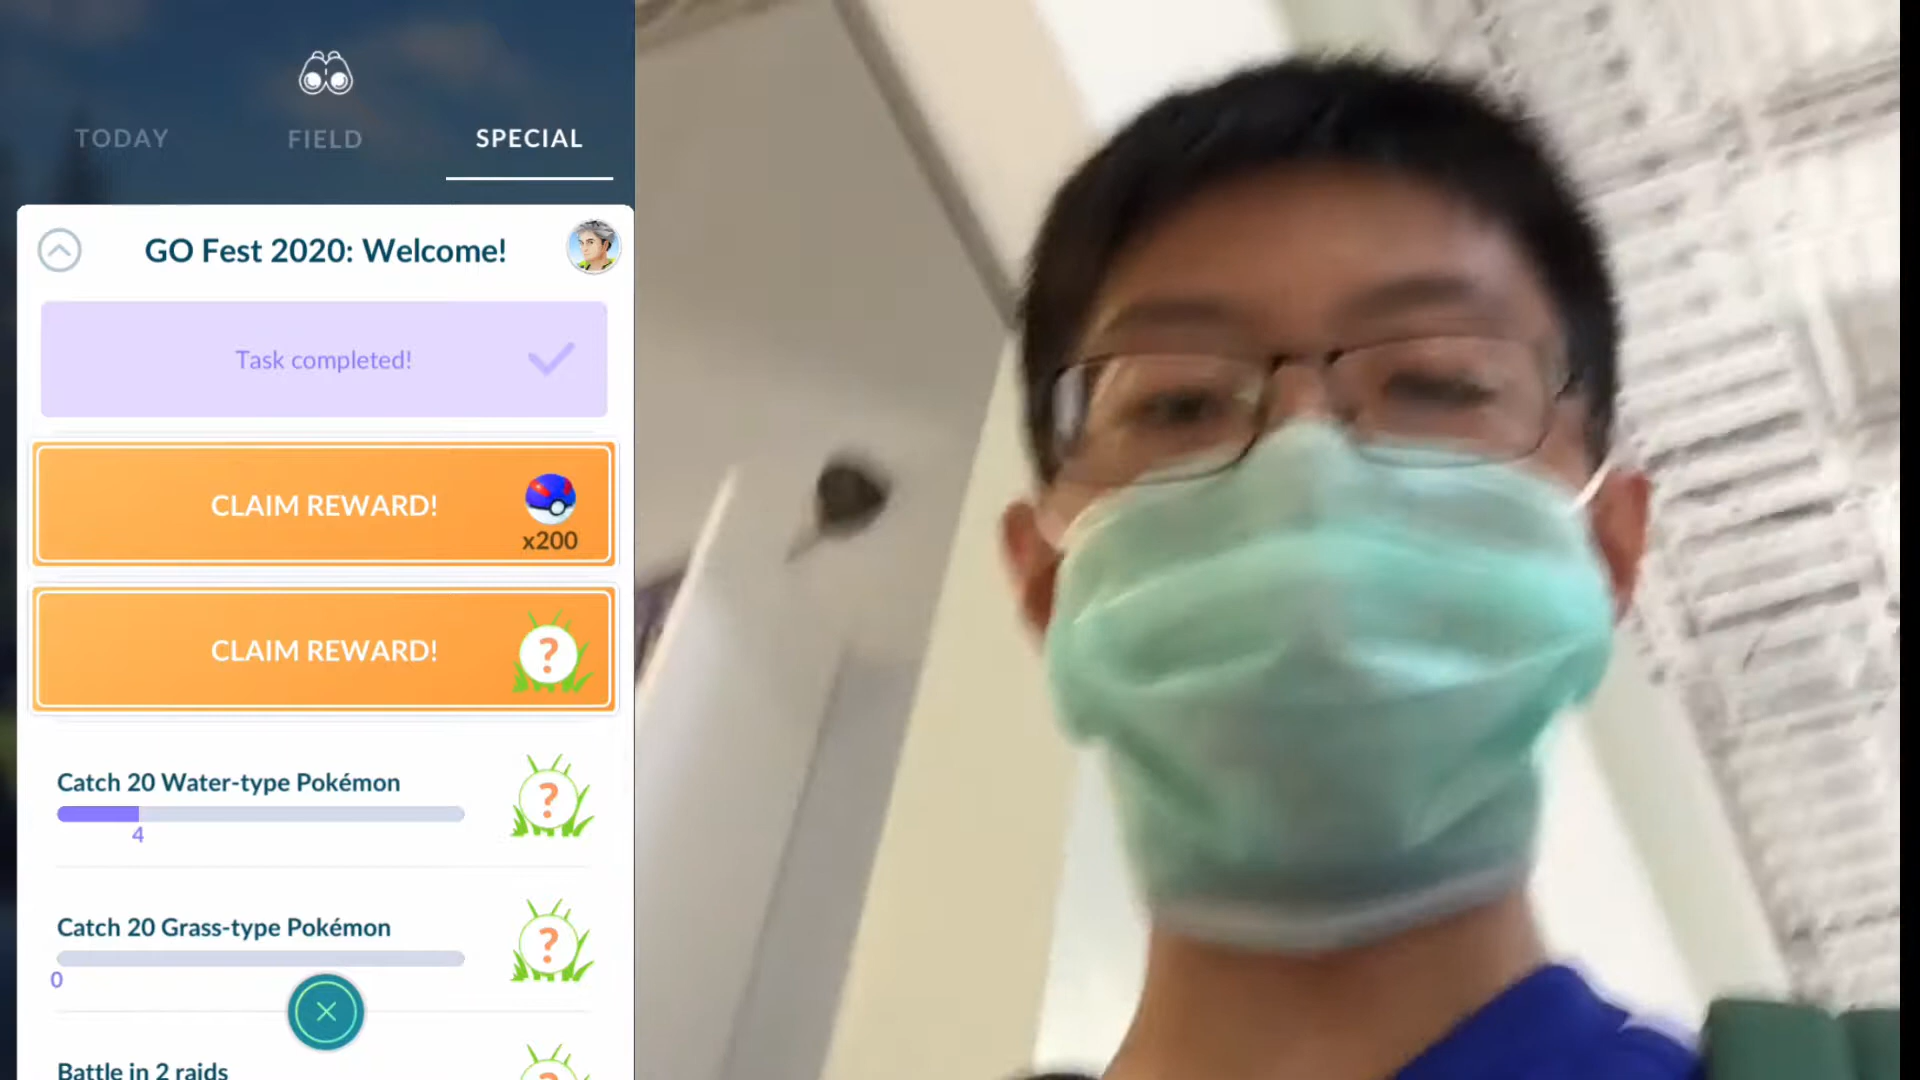 TODAY
FIELD
SPECIAL
GO Fest 2020: Welcome!
Task completed!
CLAIM REWARD!
x200
CLAIM REWARD!
?
Catch 20 Water-type Pokémon
?
4
Catch 20 Grass-type Pokémon
?
0
Battle in 2 raids
?